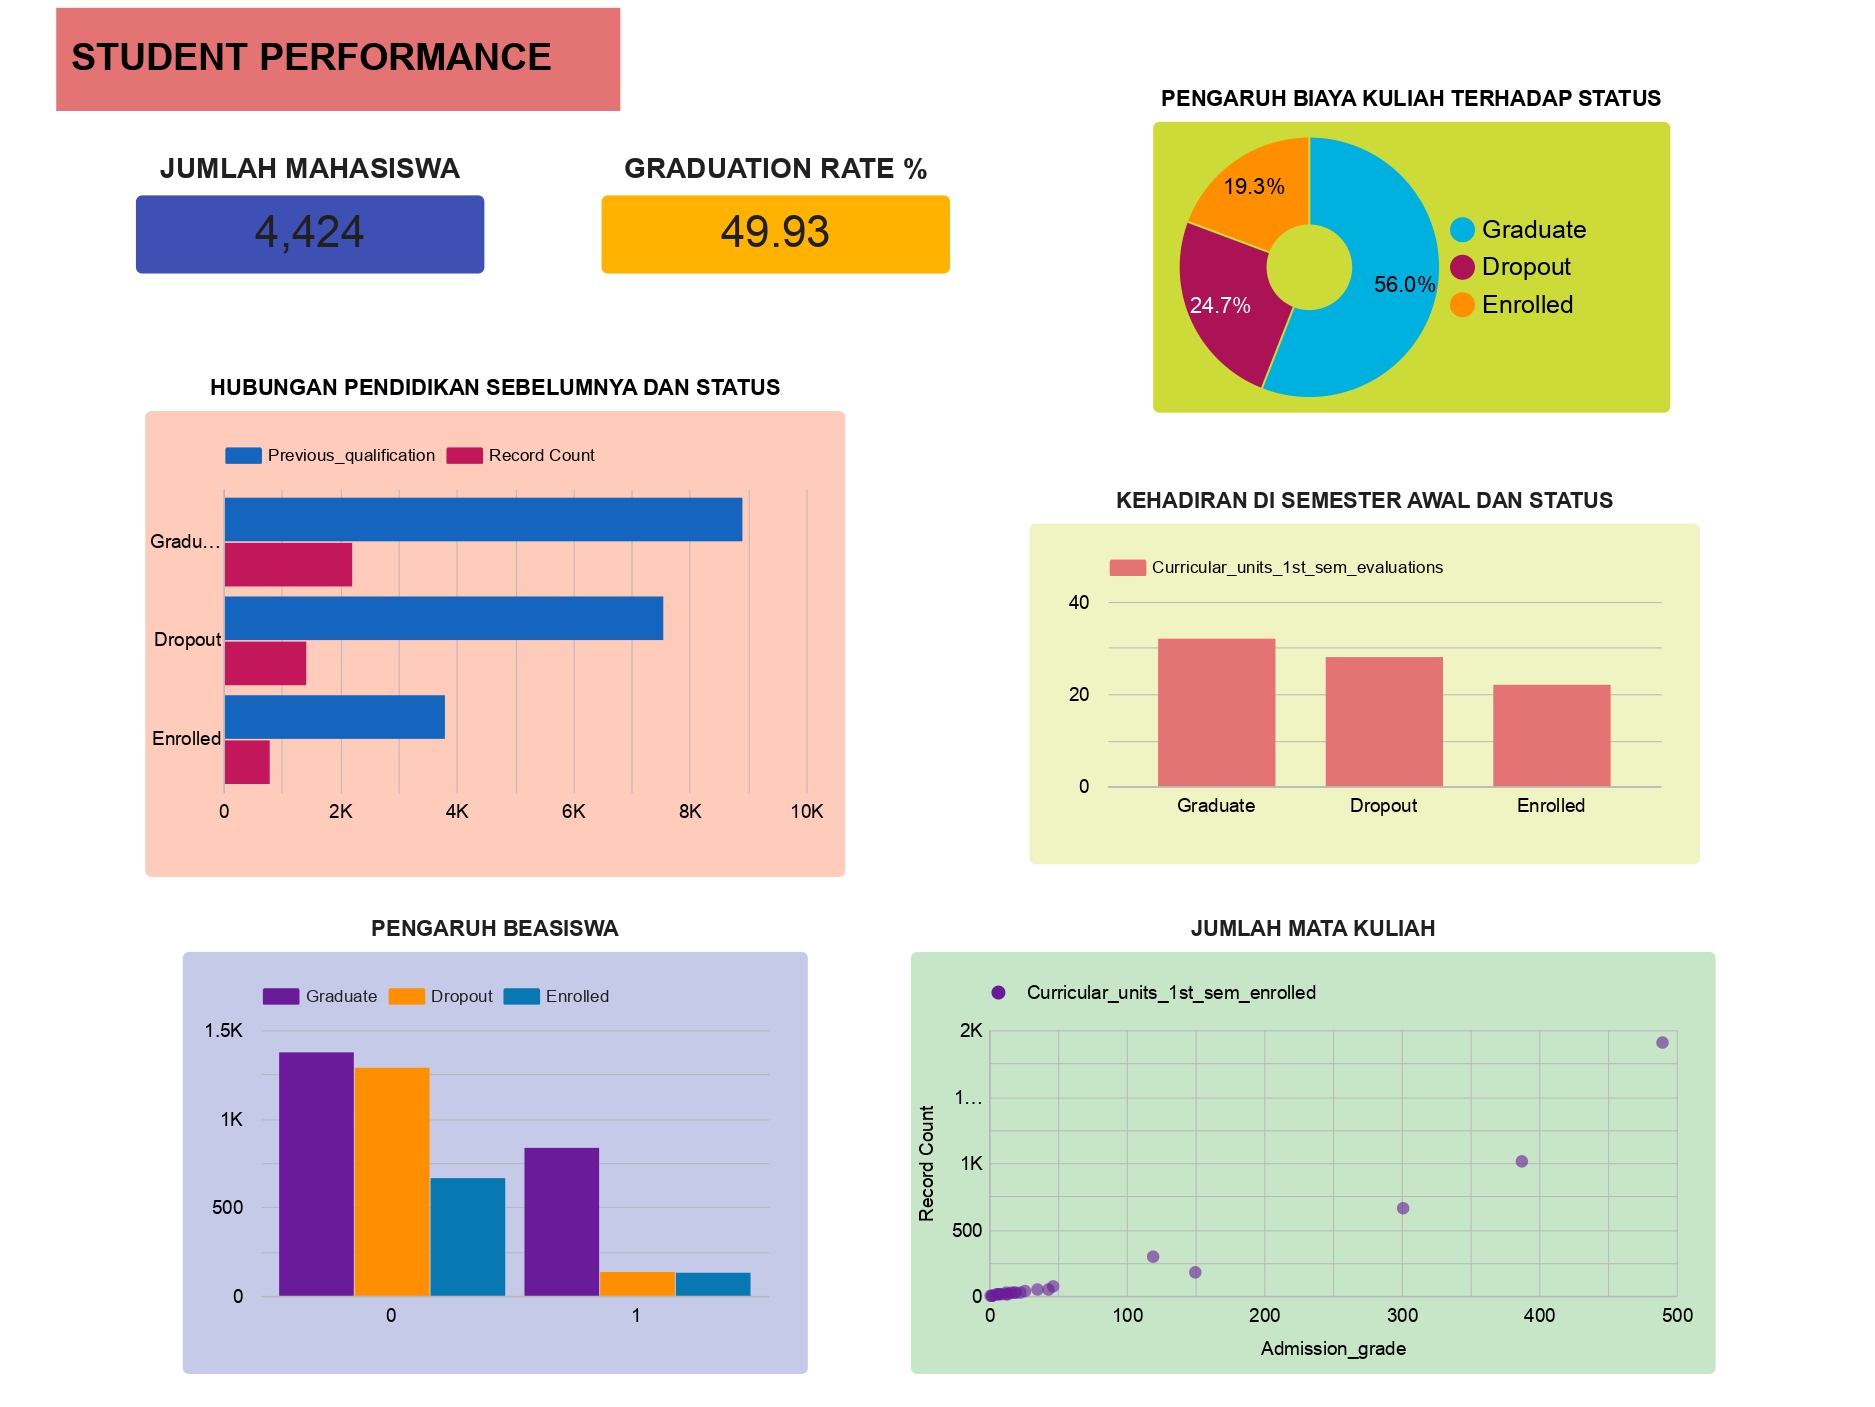 STUDENT PERFORMANCE
JUMLAH MAHASISWA
4,424
GRADUATION RATE %
49.93
PENGARUH BIAYA KULIAH TERHADAP STATUS
19.3%
24.7%
56.0%
Graduate
Dropout
Enrolled
HUBUNGAN PENDIDIKAN SEBELUMNYA DAN STATUS
Previous_qualification Record Count
Gradu...
Dropout
Enrolled
0 2K 4K 6K 8K 10K
KEHADIRAN DI SEMESTER AWAL DAN STATUS
Curricular_units_1st_sem_evaluations
40
20
0
Graduate Dropout Enrolled
PENGARUH BEASISWA
Graduate Dropout Enrolled
1.5K
1K
500
0
0 1
JUMLAH MATA KULIAH
Curricular_units_1st_sem_enrolled
Record Count
2K
1...
1K
500
0
0 100 200 300 400 500
Admission_grade